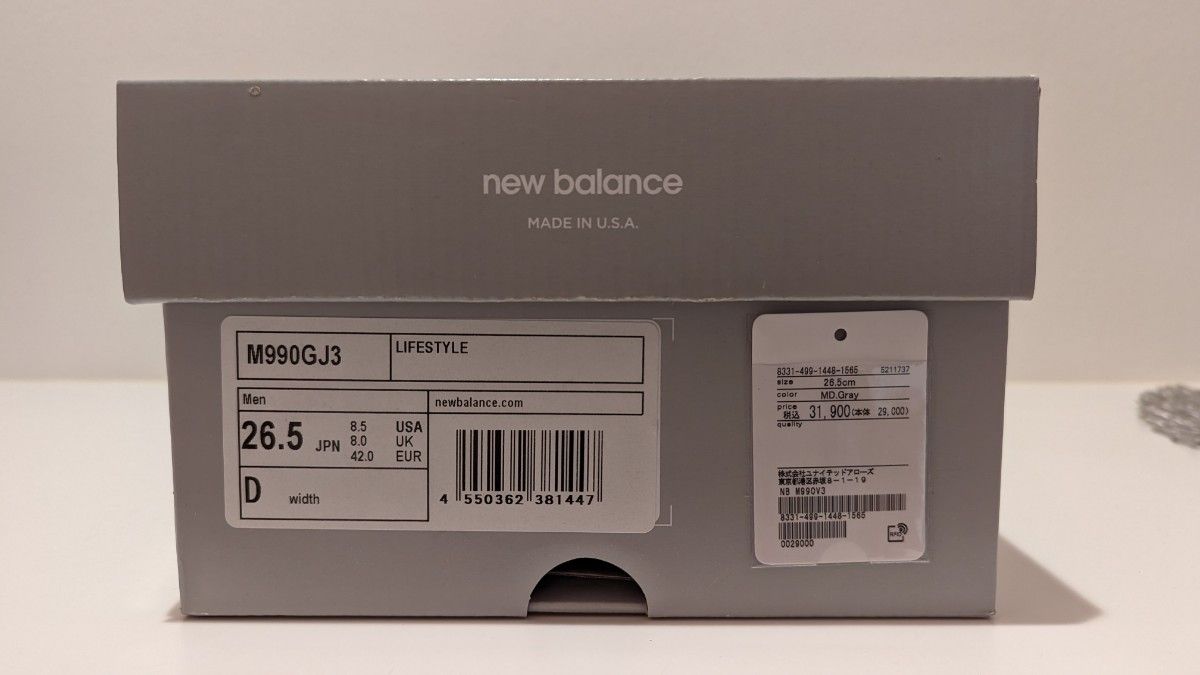 new balance
MADE IN U.S.A.
M990GJ3
LIFESTYLE
Men
newbalance.com
26.5 JPN
8.5 USA
8.0 UK
42.0 EUR
D width
4 550362 381447
8331-499-1448-1565 5211737
size 26.5cm
color MD.Gray
price 税込 31,900(本体 29,000)
quality
株式会社ユナイテッドアローズ
東京都港区赤坂8-1-19
NB M990V3
8331-499-1448-1565
0029000
RFID